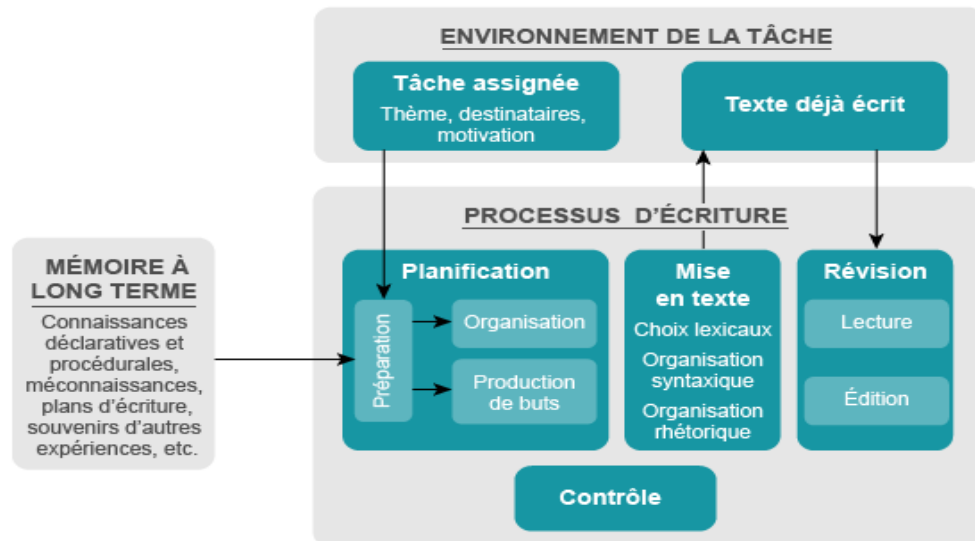 ENVIRONNEMENT DE LA TÂCHE
Tâche assignée
Thème, destinataires,
motivation
Texte déjà écrit
PROCESSUS D'ÉCRITURE
MÉMOIRE À
LONG TERME
Connaissances
déclaratives et
procédurales,
méconnaissances,
plans d'écriture,
souvenirs d'autres
expériences, etc.
Planification
Préparation
Organisation
Production
de buts
Mise
en texte
Choix lexicaux
Organisation
syntaxique
Organisation
rhétorique
Révision
Lecture
Édition
Contrôle